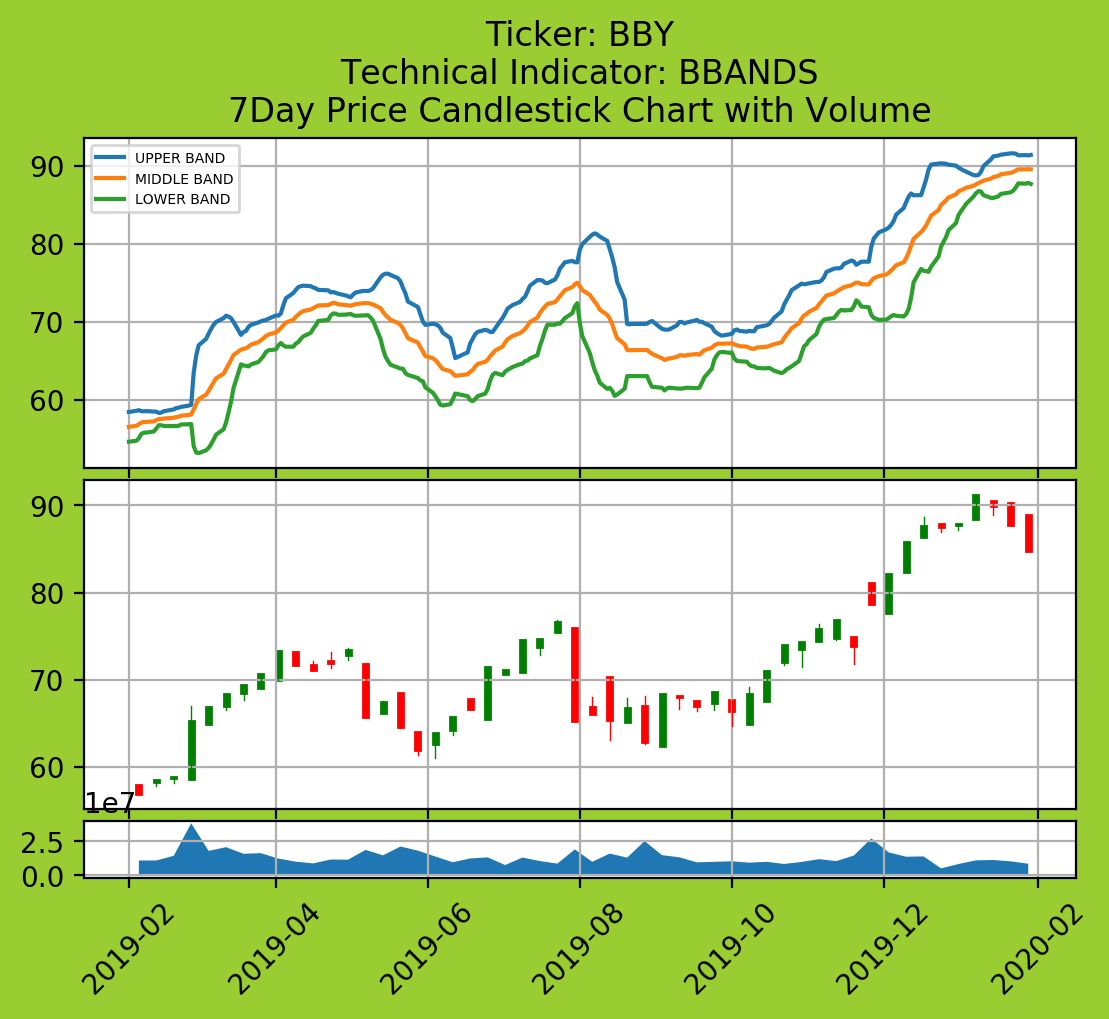 Ticker: BBY
Technical Indicator: BBANDS
7Day Price Candlestick Chart with Volume
UPPER BAND
MIDDLE BAND
LOWER BAND
90
80
70
60
90
80
70
60
1e7
2.5
0.0
2019-02
2019-04
2019-06
2019-08
2019-10
2019-12
2020-02